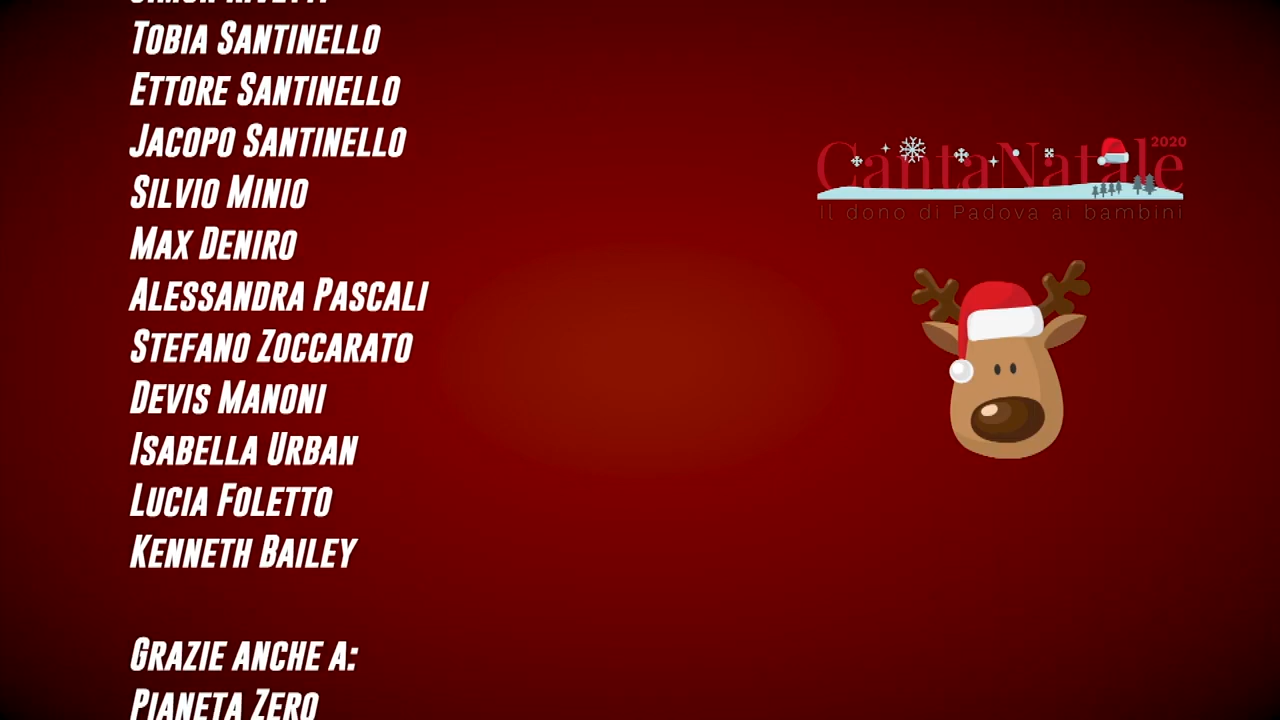 Tobia Santinello
Ettore Santinello
Jacopo Santinello
Silvio Minio
Max Deniro
Alessandra Pascali
Stefano Zoccarato
Devis Manoni
Isabella Urban
Lucia Foletto
Kenneth Bailey
Grazie anche a:
Pianeta Zero
CantaNatale 2020
Il dono di Padova ai bambini